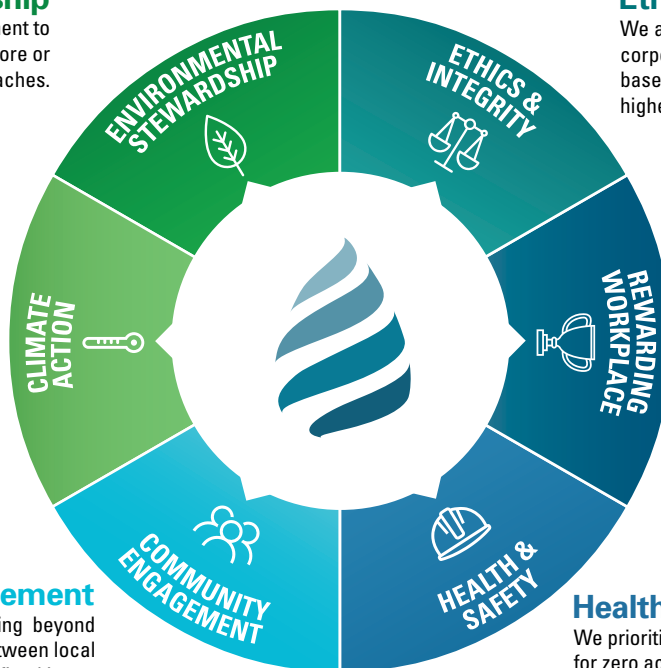 ship
ent to
ore or
aches.
Eth
We a
corp
base
highe
ENVIRONMENTAL
STEWARDSHIP
ETHICS &
INTEGRITY
CLIMATE
ACTION
REWARDING
WORKPLACE
COMMUNITY
ENGAGEMENT
HEALTH &
SAFETY
ement
ing beyond
tween local
Health
We prioriti
for zero